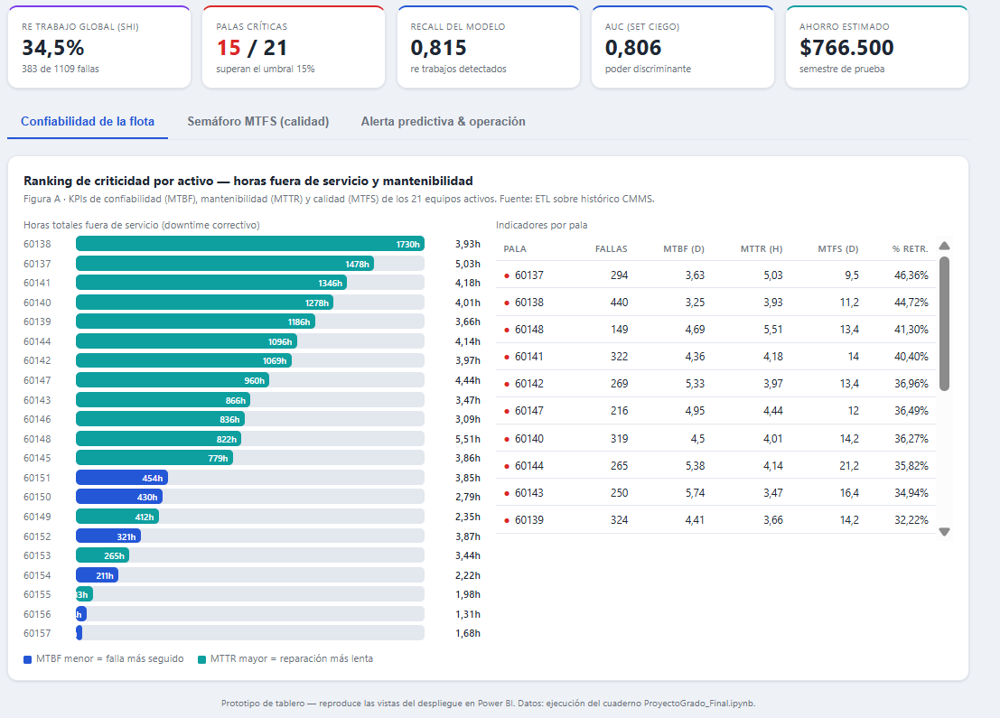 RE TRABAJO GLOBAL (SHI)
34,5%
383 de 1109 fallas
PALAS CRÍTICAS
15 / 21
superan el umbral 15%
RECALL DEL MODELO
0,815
re trabajos detectados
AUC (SET CIEGO)
0,806
poder discriminante
AHORRO ESTIMADO
$766.500
semestre de prueba
Confiabilidad de la flota
Semáforo MTFS (calidad)
Alerta predictiva & operación
Ranking de criticidad por activo — horas fuera de servicio y mantenibilidad
Figura A · KPIs de confiabilidad (MTBF), mantenibilidad (MTTR) y calidad (MTFS) de los 21 equipos activos. Fuente: ETL sobre histórico CMMS.
Horas totales fuera de servicio (downtime correctivo)
60138 1730h 3,93h
60137 1478h 5,03h
60141 1346h 4,18h
60140 1278h 4,01h
60139 1186h 3,66h
60144 1096h 4,14h
60142 1069h 3,97h
60147 960h 4,44h
60143 866h 3,47h
60146 836h 3,09h
60148 822h 5,51h
60145 779h 3,86h
60151 454h 3,85h
60150 430h 2,79h
60149 412h 2,35h
60152 321h 3,87h
60153 265h 3,44h
60154 211h 2,22h
60155 3h 1,98h
60156 h 1,31h
60157 1,68h
MTBF menor = falla más seguido
MTTR mayor = reparación más lenta
Indicadores por pala
PALA FALLAS MTBF (D) MTTR (H) MTFS (D) % RETR.
60137 294 3,63 5,03 9,5 46,36%
60138 440 3,25 3,93 11,2 44,72%
60148 149 4,69 5,51 13,4 41,30%
60141 322 4,36 4,18 14 40,40%
60142 269 5,33 3,97 13,4 36,96%
60147 216 4,95 4,44 12 36,49%
60140 319 4,5 4,01 14,2 36,27%
60144 265 5,38 4,14 21,2 35,82%
60143 250 5,74 3,47 16,4 34,94%
60139 324 4,41 3,66 14,2 32,22%
Prototipo de tablero — reproduce las vistas del despliegue en Power BI. Datos: ejecución del cuaderno ProyectoGrado_Final.ipynb.